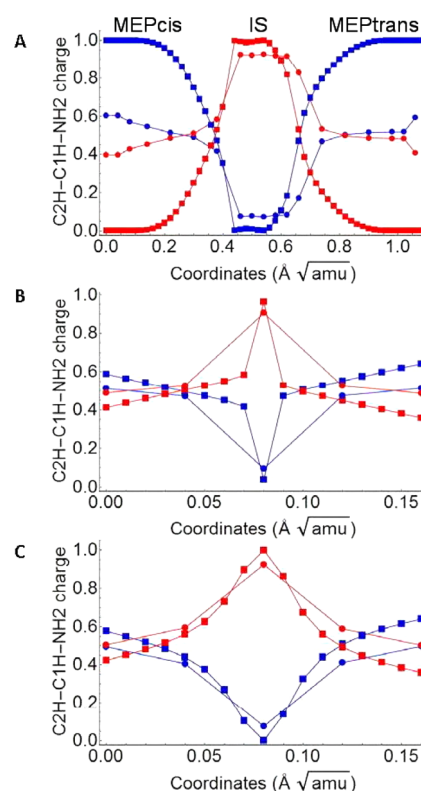 MEPcis IS MEPtrans
A
1.0
0.8
0.6
0.4
0.2
0.0
C2H–C1H–NH2 charge
0.0 0.2 0.4 0.6 0.8 1.0
Coordinates (Å √amu)
B
1.0
0.8
0.6
0.4
0.2
0.0
C2H–C1H–NH2 charge
0.00 0.05 0.10 0.15
Coordinates (Å √amu)
C
1.0
0.8
0.6
0.4
0.2
0.0
C2H–C1H–NH2 charge
0.00 0.05 0.10 0.15
Coordinates (Å √amu)